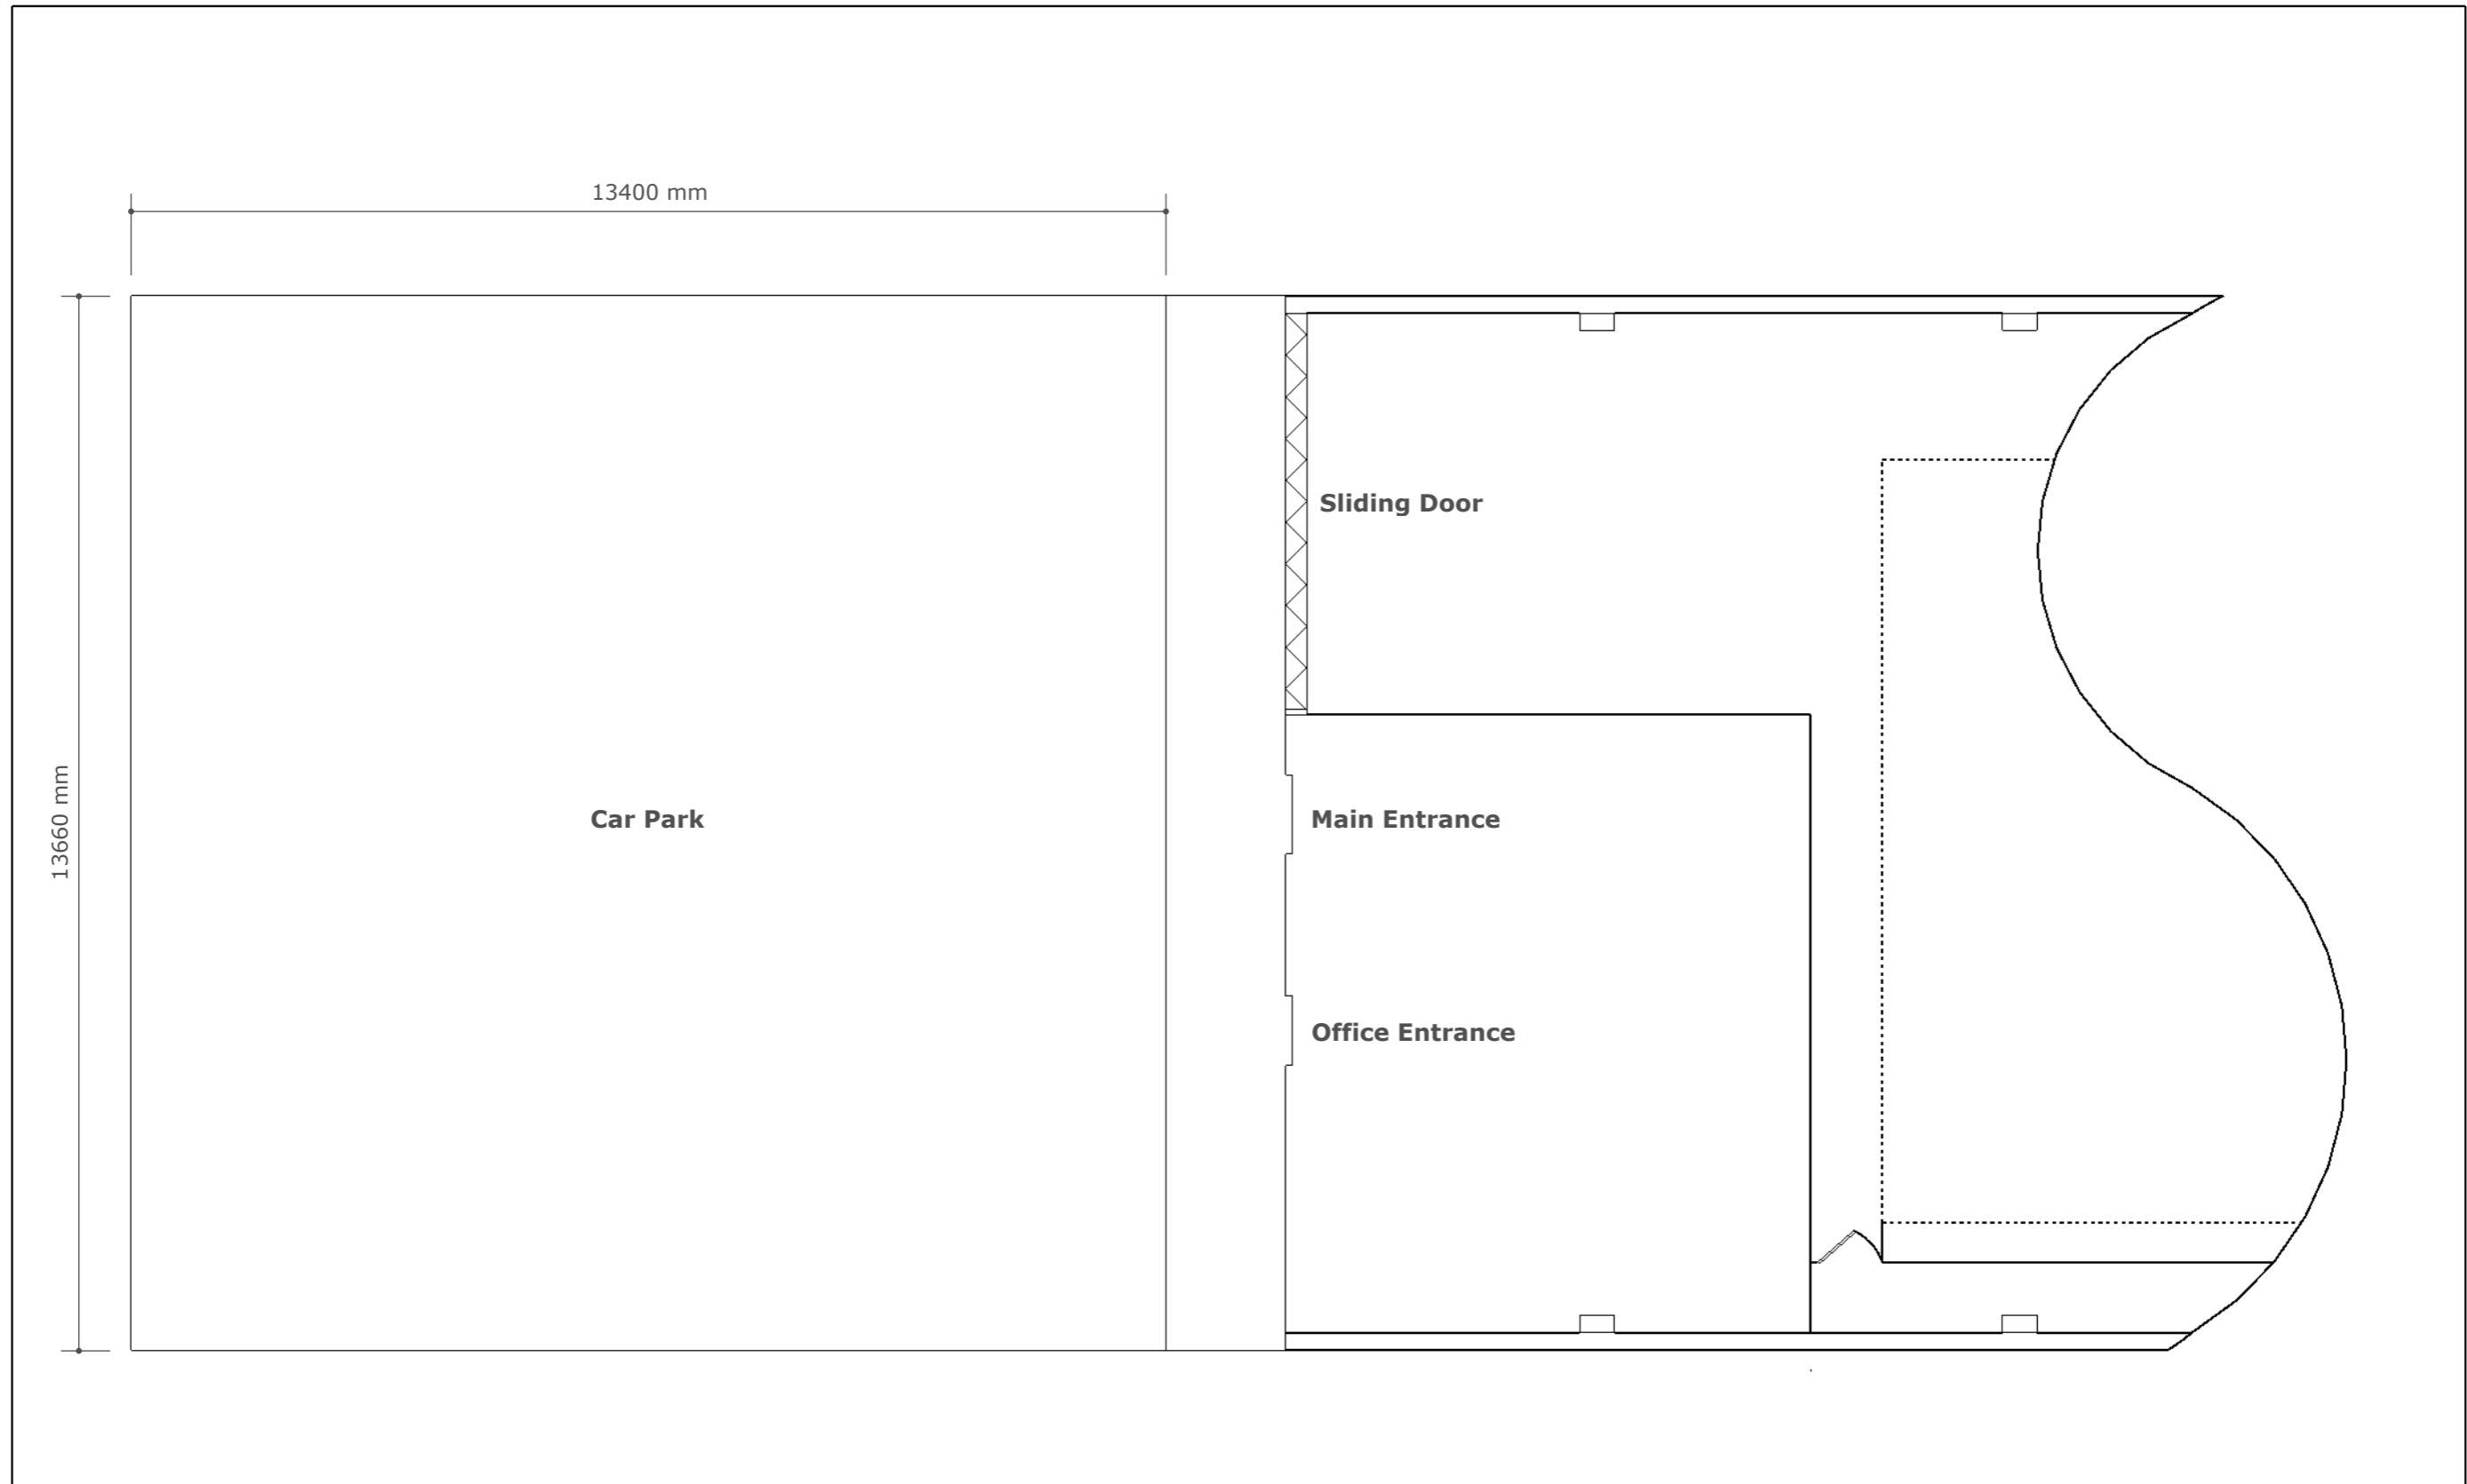 13400 mm
Sliding Door
13660 mm
Car Park
Main Entrance
Office Entrance